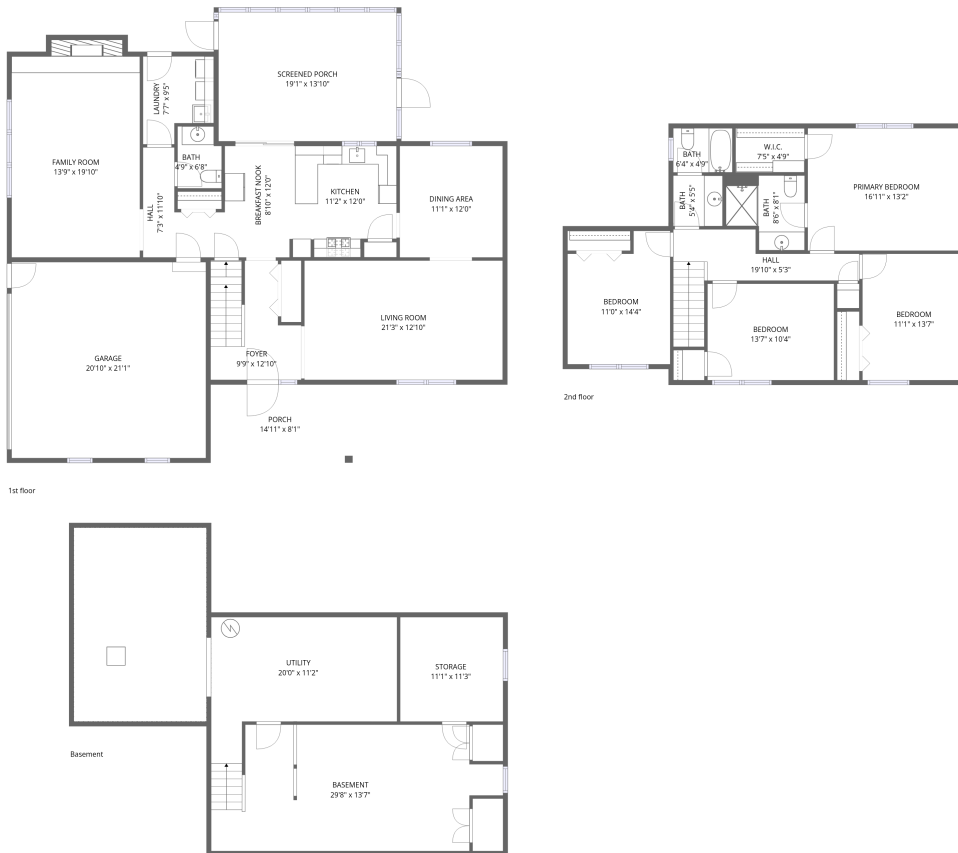 SCREENED PORCH
19'1" x 13'10"
LAUNDRY
7'7" x 9'5"
FAMILY ROOM
13'9" x 19'10"
BATH
4'9" x 6'8"
HALL
7'3" x 11'10"
BREAKFAST NOOK
8'10" x 12'0"
KITCHEN
11'2" x 12'0"
DINING AREA
11'1" x 12'0"
LIVING ROOM
21'3" x 12'10"
FOYER
9'9" x 12'10"
GARAGE
20'10" x 21'1"
PORCH
14'11" x 8'1"
1st floor
BATH
6'4" x 4'9"
W.I.C.
7'5" x 4'9"
BATH
5'4" x 5'5"
BATH
8'6" x 8'1"
PRIMARY BEDROOM
16'11" x 13'2"
HALL
19'10" x 5'3"
BEDROOM
11'0" x 14'4"
BEDROOM
13'7" x 10'4"
BEDROOM
11'1" x 13'7"
2nd floor
UTILITY
20'0" x 11'2"
STORAGE
11'1" x 11'3"
BASEMENT
29'8" x 13'7"
Basement